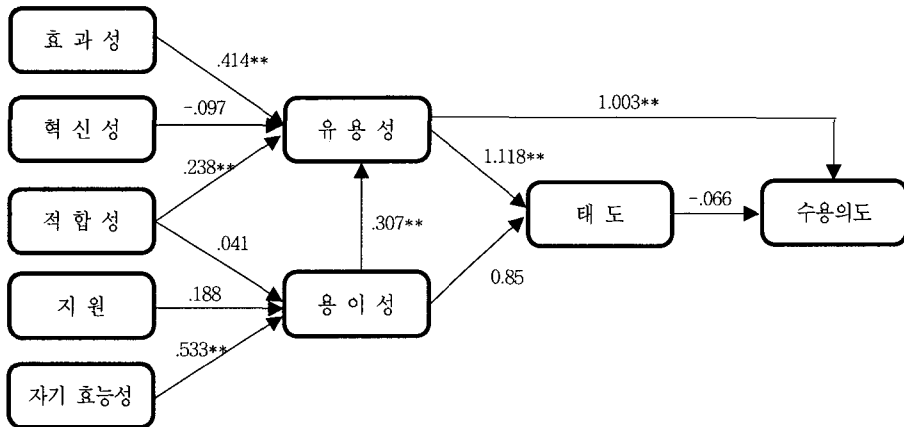 효 과 성
.414**
혁 신 성
-.097
유 용 성
1.003**
.238**
1.118**
적 합 성
.307**
태 도
-.066
수용의도
.041
0.85
지 원
.188
용 이 성
.533**
자기 효능성